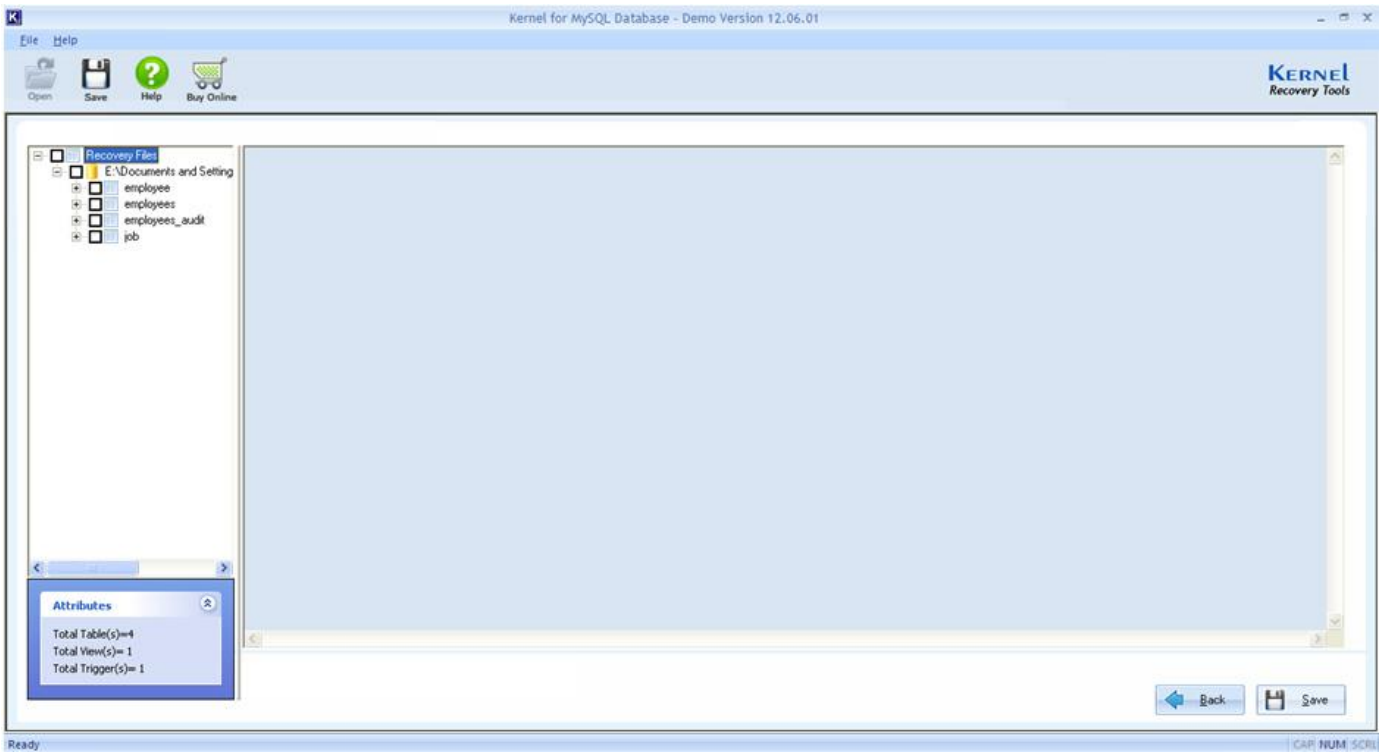 K
Kernel for MySQL Database - Demo Version 12.06.01
File Help
Open Save Help Buy Online
KERNEL
Recovery Tools
Recovery Files
E:\Documents and Setting
employee
employees
employees_audit
job
Attributes
Total Table(s)=4
Total View(s)= 1
Total Trigger(s)= 1
Back Save
Ready
CAP NUM SCRL